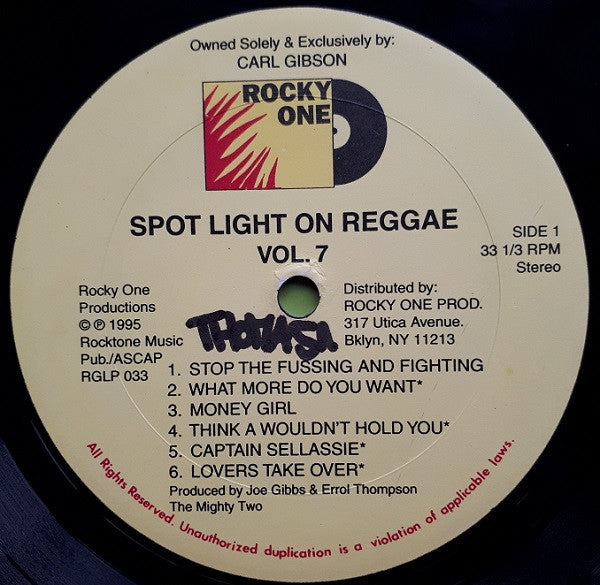 Owned Solely & Exclusively by:
CARL GIBSON
ROCKY
ONE
SPOT LIGHT ON REGGAE
VOL. 7
SIDE 1
33 1/3 RPM
Stereo
Rocky One
Productions
© ℗ 1995
Rocktone Music
Pub./ASCAP
RGLP 033
Distributed by:
ROCKY ONE PROD.
317 Utica Avenue.
Bklyn, NY 11213
1. STOP THE FUSSING AND FIGHTING
2. WHAT MORE DO YOU WANT*
3. MONEY GIRL
4. THINK A WOULDN'T HOLD YOU*
5. CAPTAIN SELLASSIE*
6. LOVERS TAKE OVER*
Produced by Joe Gibbs & Errol Thompson
The Mighty Two
All Rights Reserved. Unauthorized duplication is a violation of applicable laws.